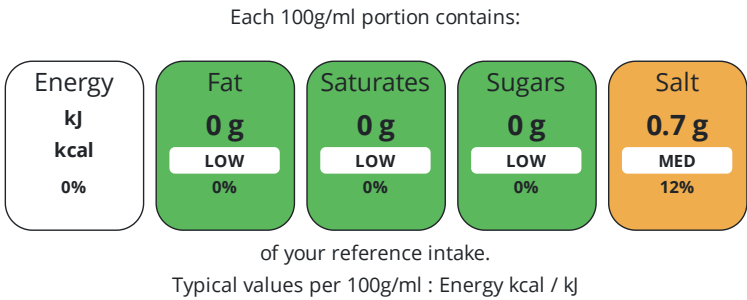 Each 100g/ml portion contains:
Energy
kJ
kcal
0%
Fat
0 g
LOW
0%
Saturates
0 g
LOW
0%
Sugars
0 g
LOW
0%
Salt
0.7 g
MED
12%
of your reference intake.
Typical values per 100g/ml : Energy kcal / kJ